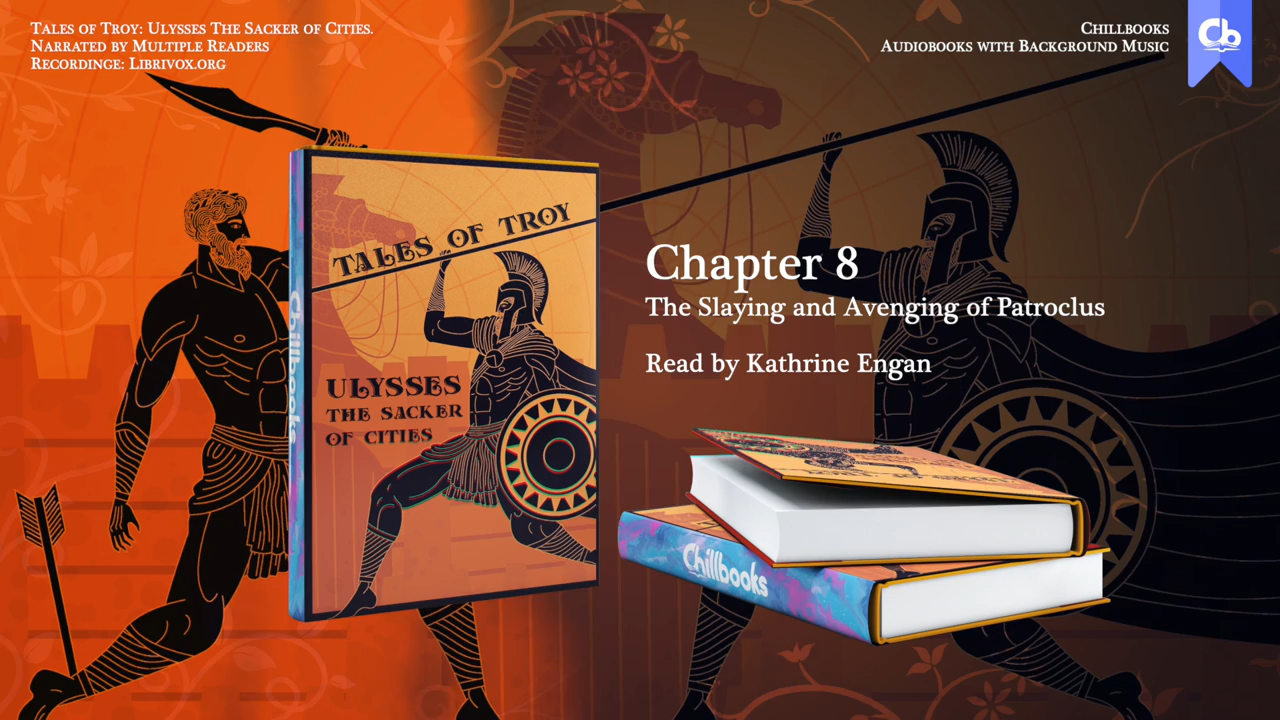 Tales of Troy: Ulysses The Sacker of Cities.
Narrated by Multiple Readers
Recordinge: Librivox.org
Chillbooks
Audiobooks with Background Music
Cb
TALES OF TROY
ULYSSES
THE SACKER
OF CITIES
Chillbooks
Chapter 8
The Slaying and Avenging of Patroclus
Read by Kathrine Engan
Chillbooks